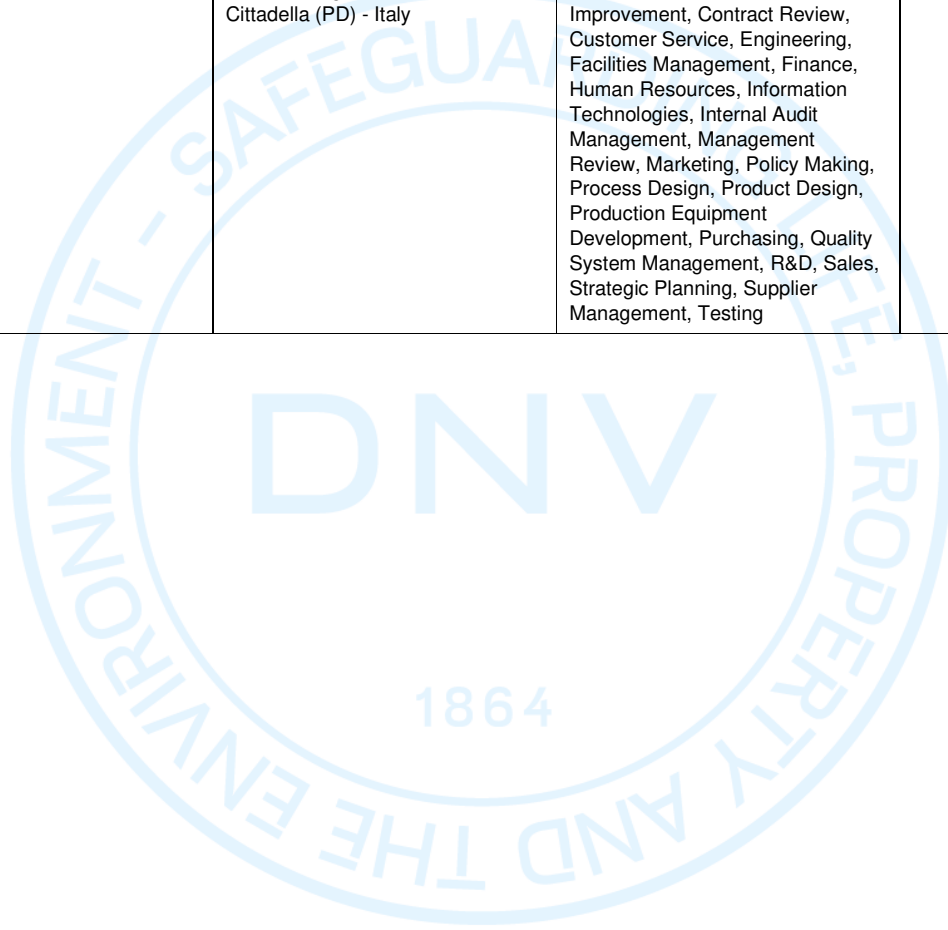 Cittadella (PD) - Italy
Improvement, Contract Review,
Customer Service, Engineering,
Facilities Management, Finance,
Human Resources, Information
Technologies, Internal Audit
Management, Management
Review, Marketing, Policy Making,
Process Design, Product Design,
Production Equipment
Development, Purchasing, Quality
System Management, R&D, Sales,
Strategic Planning, Supplier
Management, Testing
SAFEGUARDING LIFE, PROPERTY AND THE ENVIRONMENT -
DNV
1864